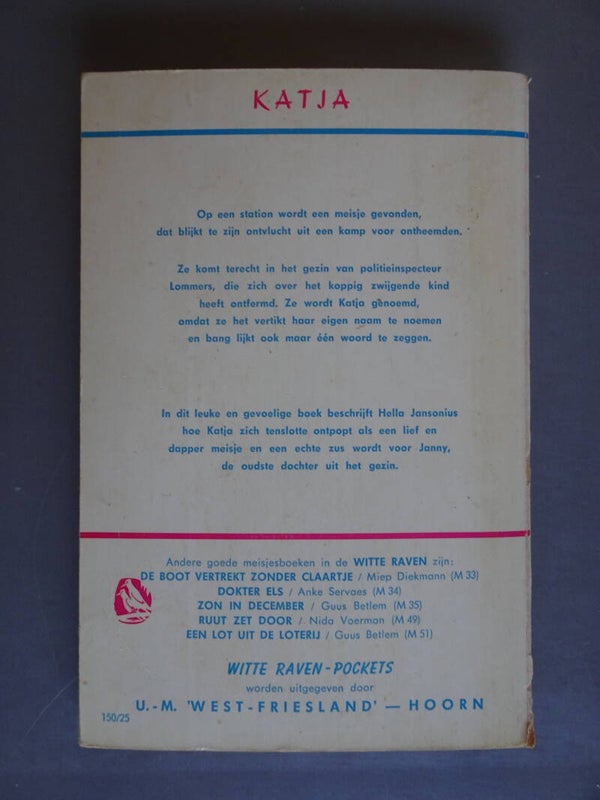 KATJA
Op een station wordt een meisje gevonden,
dat blijkt te zijn ontvlucht uit een kamp voor ontheemden.
Ze komt terecht in het gezin van politieinspecteur
Lommers, die zich over het koppig zwijgende kind
heeft ontfermd. Ze wordt Katja genoemd,
omdat ze het vertikt haar eigen naam te noemen
en bang lijkt ook maar één woord te zeggen.
In dit leuke en gevoelige boek beschrijft Hella Jansonius
hoe Katja zich tenslotte ontpopt als een lief en
dapper meisje en een echte zus wordt voor Janny,
de oudste dochter uit het gezin.
Andere goede meisjesboeken in de WITTE RAVEN zijn:
DE BOOT VERTREKT ZONDER CLAARTJE / Miep Diekmann (M 33)
DOKTER ELS / Anke Servaes (M 34)
ZON IN DECEMBER / Guus Betlem (M 35)
RUUT ZET DOOR / Nida Voerman (M 49)
EEN LOT UIT DE LOTERIJ / Guus Betlem (M 51)
WITTE RAVEN-POCKETS
worden uitgegeven door
U.-M. 'WEST-FRIESLAND' — HOORN
150/25